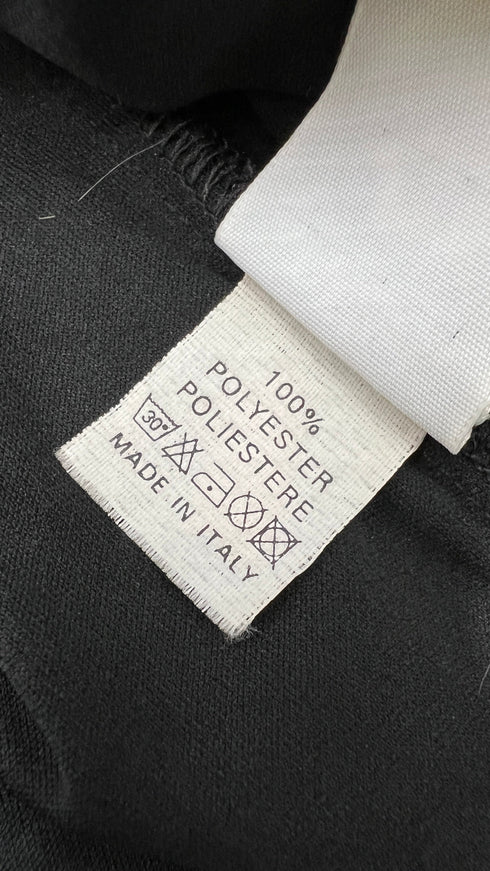 100%
POLYESTER
POLIESTERE
30°
MADE IN ITALY